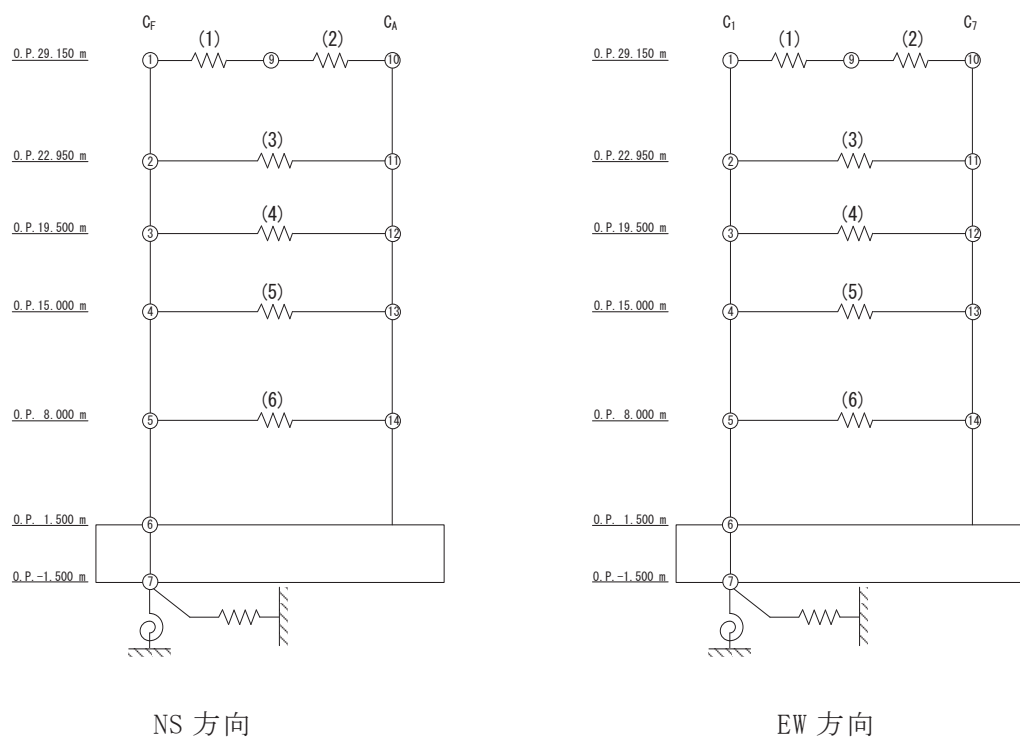 C_F C_A
O.P.29.150 m ① (1) ⑨ (2) ⑩
O.P.22.950 m ② (3) ⑪
O.P.19.500 m ③ (4) ⑫
O.P.15.000 m ④ (5) ⑬
O.P. 8.000 m ⑤ (6) ⑭
O.P. 1.500 m ⑥
O.P.-1.500 m ⑦
NS 方向
C_1 C_7
O.P.29.150 m ① (1) ⑨ (2) ⑩
O.P.22.950 m ② (3) ⑪
O.P.19.500 m ③ (4) ⑫
O.P.15.000 m ④ (5) ⑬
O.P. 8.000 m ⑤ (6) ⑭
O.P. 1.500 m ⑥
O.P.-1.500 m ⑦
EW 方向